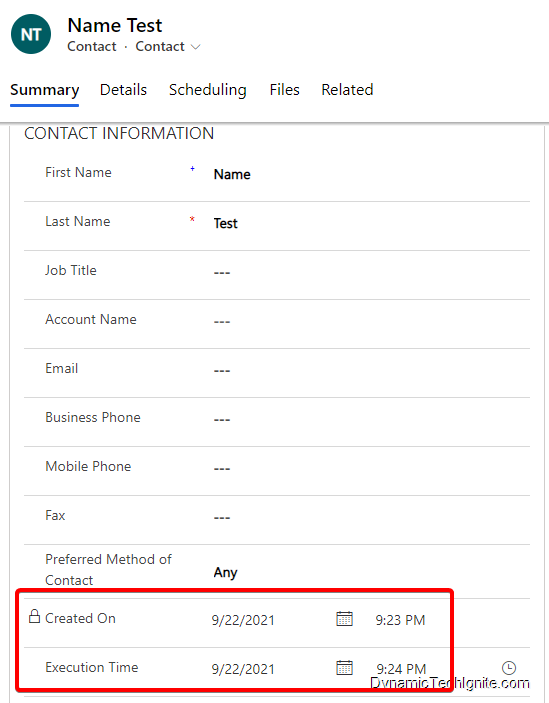 NT
Name Test
Contact · Contact
Summary Details Scheduling Files Related
CONTACT INFORMATION
First Name + Name
Last Name * Test
Job Title ---
Account Name ---
Email ---
Business Phone ---
Mobile Phone ---
Fax ---
Preferred Method of
Contact Any
Created On 9/22/2021 9:23 PM
Execution Time 9/22/2021 9:24 PM
DynamicTechIgnite.com